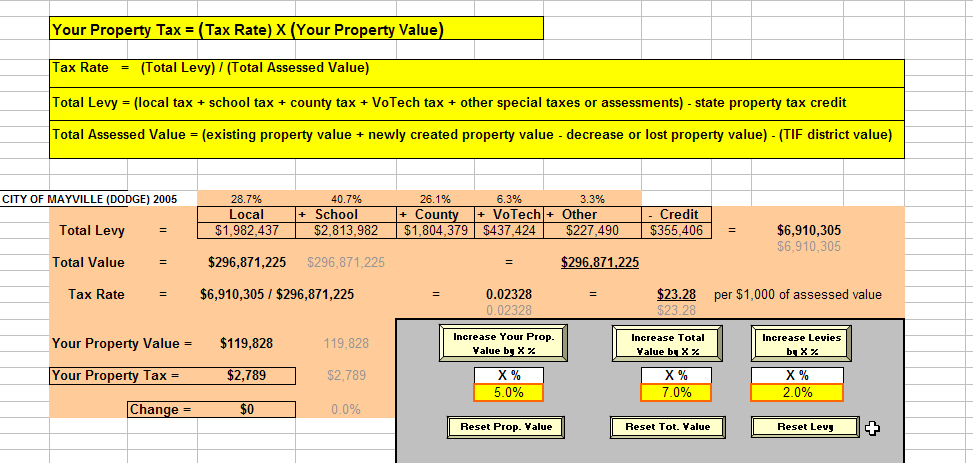 Your Property Tax = (Tax Rate) X (Your Property Value)
Tax Rate = (Total Levy) / (Total Assessed Value)
Total Levy = (local tax + school tax + county tax + VoTech tax + other special taxes or assessments) - state property tax credit
Total Assessed Value = (existing property value + newly created property value - decrease or lost property value) - (TIF district value)
CITY OF MAYVILLE (DODGE) 2005 28.7% 40.7% 26.1% 6.3% 3.3%
Local + School + County + VoTech + Other - Credit
Total Levy = $1,982,437 $2,813,982 $1,804,379 $437,424 $227,490 $355,406 = $6,910,305
$6,910,305
Total Value = $296,871,225 $296,871,225 = $296,871,225
Tax Rate = $6,910,305 / $296,871,225 = 0.02328 = $23.28 per $1,000 of assessed value
0.02328 $23.28
Your Property Value = $119,828 119,828
Your Property Tax = $2,789 $2,789
Change = $0 0.0%
Increase Your Prop. Value by X %
Increase Total Value by X %
Increase Levies by X %
X % X % X %
5.0% 7.0% 2.0%
Reset Prop. Value Reset Tot. Value Reset Levy